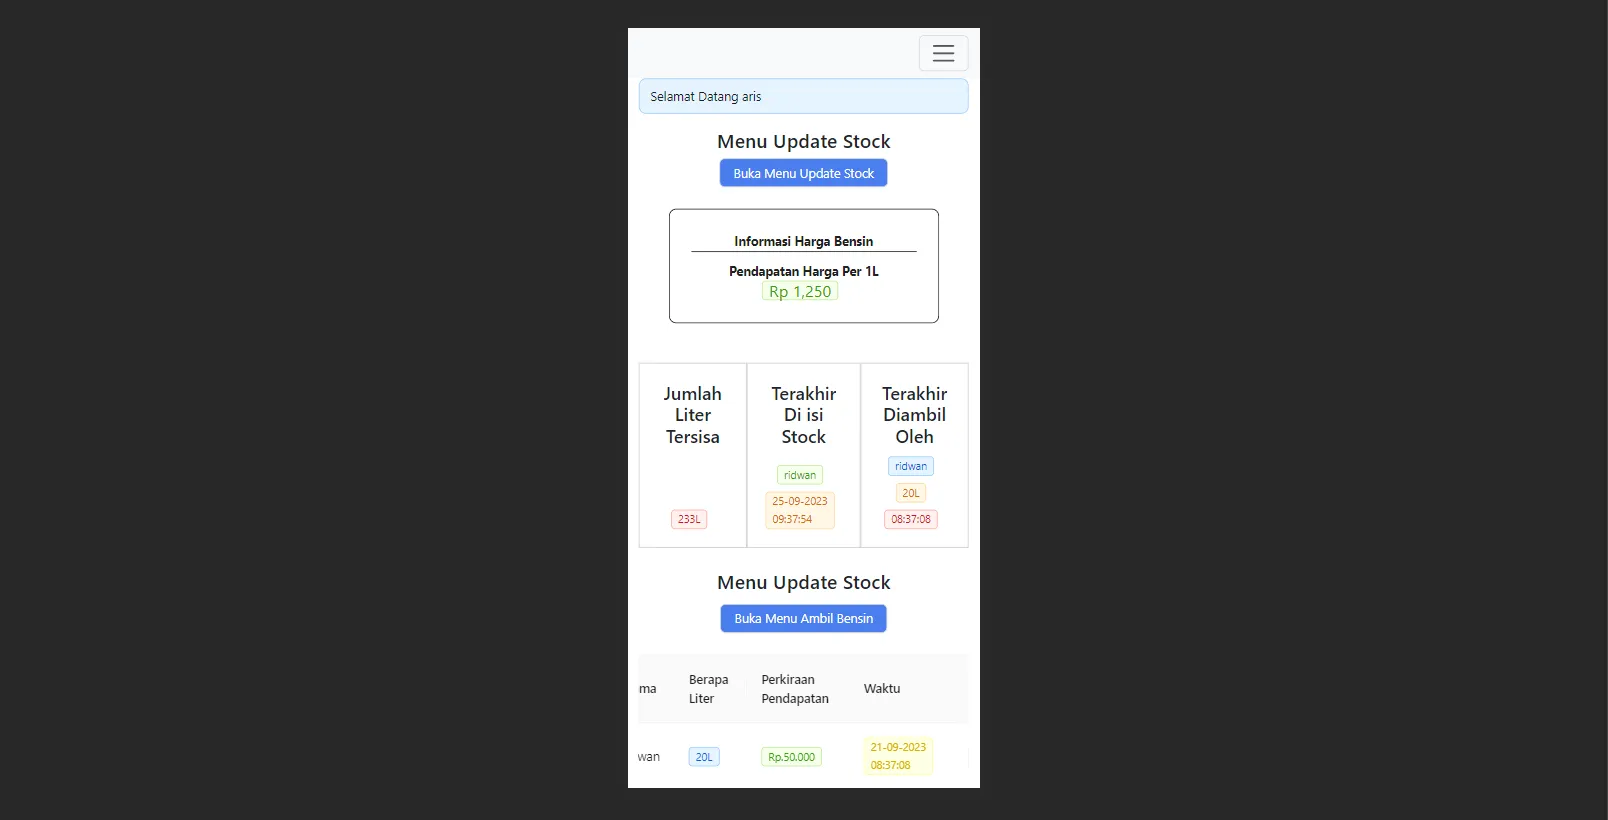 Selamat Datang aris
Menu Update Stock
Buka Menu Update Stock
Informasi Harga Bensin
Pendapatan Harga Per 1L
Rp 1,250
Jumlah
Liter
Tersisa
233L
Terakhir
Di isi
Stock
ridwan
25-09-2023
09:37:54
Terakhir
Diambil
Oleh
ridwan
20L
08:37:08
Menu Update Stock
Buka Menu Ambil Bensin
ma
Berapa
Liter
Perkiraan
Pendapatan
Waktu
wan
20L
Rp.50.000
21-09-2023
08:37:08